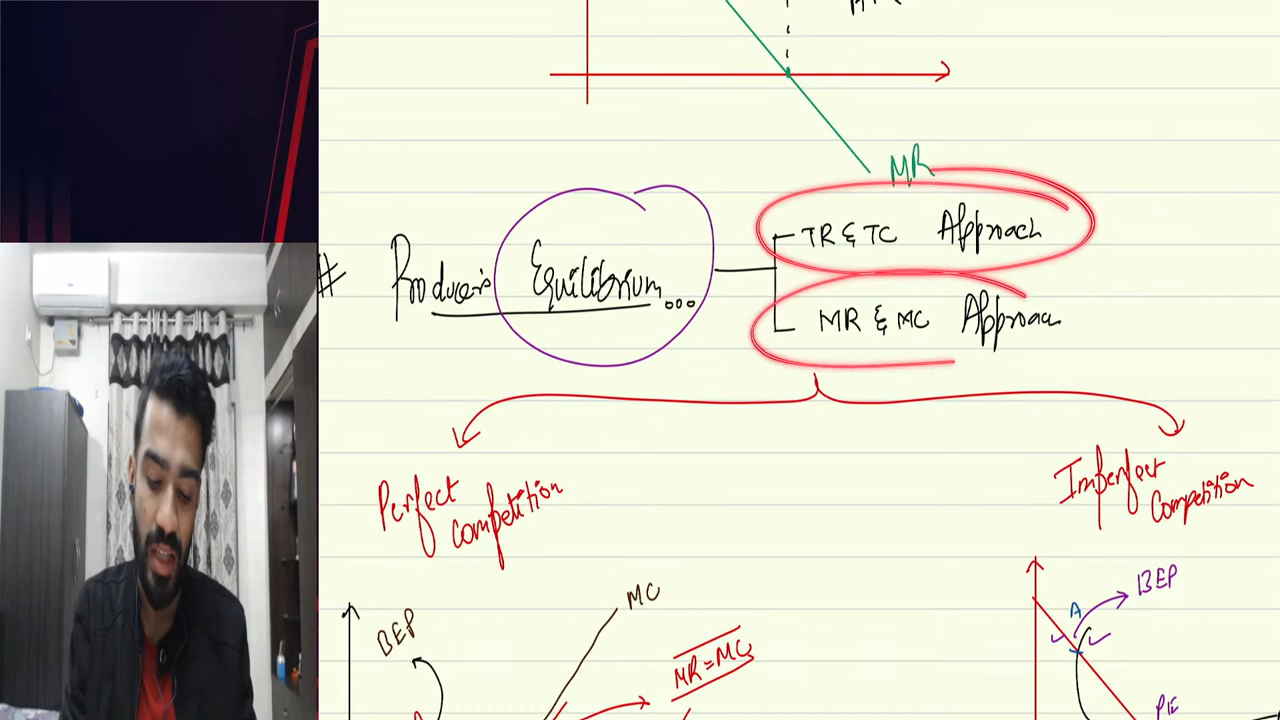 MR
TR & TC Approach
# Producer's Equilibrium...
MR & MC Approach
Perfect competition
Imperfect Competition
MC
BEP
MR=MC
BEP
A